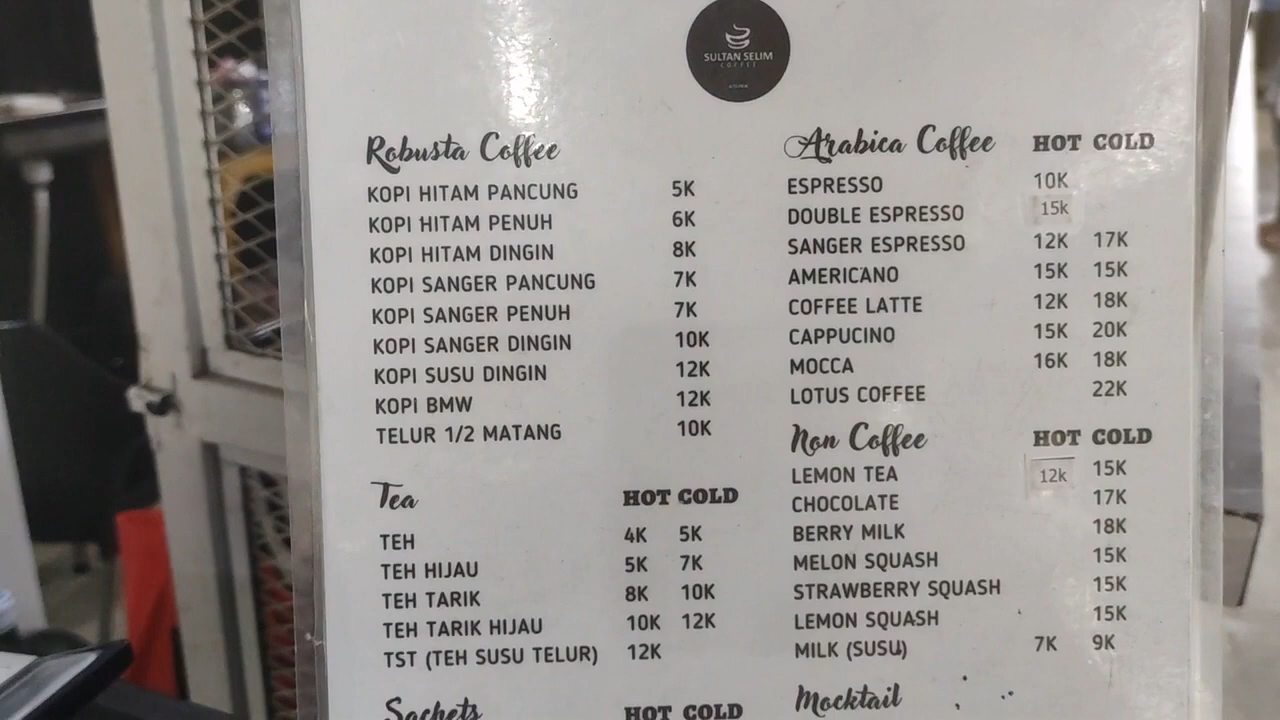 SULTAN SELIM
COFFEE
Robusta Coffee
KOPI HITAM PANCUNG 5K
KOPI HITAM PENUH 6K
KOPI HITAM DINGIN 8K
KOPI SANGER PANCUNG 7K
KOPI SANGER PENUH 7K
KOPI SANGER DINGIN 10K
KOPI SUSU DINGIN 12K
KOPI BMW 12K
TELUR 1/2 MATANG 10K
Tea HOT COLD
TEH 4K 5K
TEH HIJAU 5K 7K
TEH TARIK 8K 10K
TEH TARIK HIJAU 10K 12K
TST (TEH SUSU TELUR) 12K
Sachets HOT COLD
Arabica Coffee HOT COLD
ESPRESSO 10K
DOUBLE ESPRESSO 15k
SANGER ESPRESSO 12K 17K
AMERICANO 15K 15K
COFFEE LATTE 12K 18K
CAPPUCINO 15K 20K
MOCCA 16K 18K
LOTUS COFFEE 22K
Non Coffee HOT COLD
LEMON TEA 12k 15K
CHOCOLATE 17K
BERRY MILK 18K
MELON SQUASH 15K
STRAWBERRY SQUASH 15K
LEMON SQUASH 15K
MILK (SUSU) 7K 9K
Mocktail